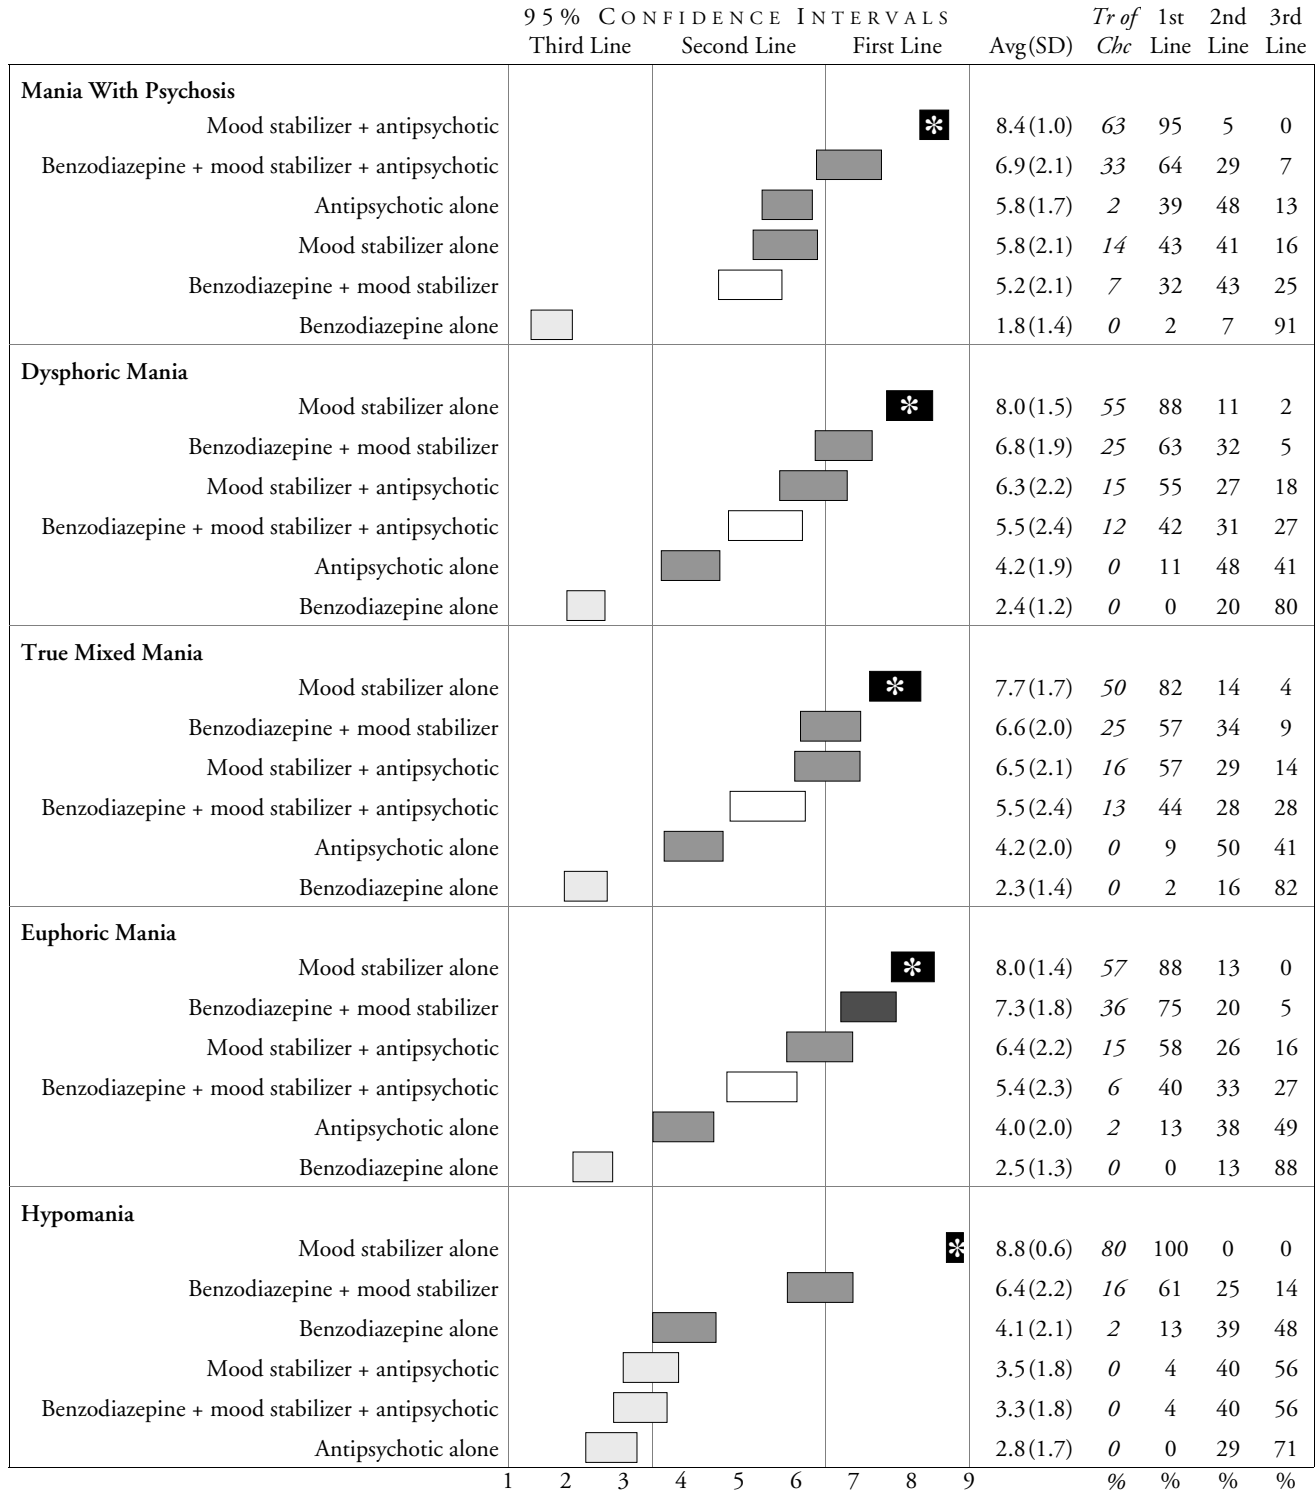 95% CONFIDENCE INTERVALS Tr of 1st 2nd 3rd
Third Line Second Line First Line Avg(SD) Chc Line Line Line
Mania With Psychosis
Mood stabilizer + antipsychotic * 8.4(1.0) 63 95 5 0
Benzodiazepine + mood stabilizer + antipsychotic 6.9(2.1) 33 64 29 7
Antipsychotic alone 5.8(1.7) 2 39 48 13
Mood stabilizer alone 5.8(2.1) 14 43 41 16
Benzodiazepine + mood stabilizer 5.2(2.1) 7 32 43 25
Benzodiazepine alone 1.8(1.4) 0 2 7 91
Dysphoric Mania
Mood stabilizer alone * 8.0(1.5) 55 88 11 2
Benzodiazepine + mood stabilizer 6.8(1.9) 25 63 32 5
Mood stabilizer + antipsychotic 6.3(2.2) 15 55 27 18
Benzodiazepine + mood stabilizer + antipsychotic 5.5(2.4) 12 42 31 27
Antipsychotic alone 4.2(1.9) 0 11 48 41
Benzodiazepine alone 2.4(1.2) 0 0 20 80
True Mixed Mania
Mood stabilizer alone * 7.7(1.7) 50 82 14 4
Benzodiazepine + mood stabilizer 6.6(2.0) 25 57 34 9
Mood stabilizer + antipsychotic 6.5(2.1) 16 57 29 14
Benzodiazepine + mood stabilizer + antipsychotic 5.5(2.4) 13 44 28 28
Antipsychotic alone 4.2(2.0) 0 9 50 41
Benzodiazepine alone 2.3(1.4) 0 2 16 82
Euphoric Mania
Mood stabilizer alone * 8.0(1.4) 57 88 13 0
Benzodiazepine + mood stabilizer 7.3(1.8) 36 75 20 5
Mood stabilizer + antipsychotic 6.4(2.2) 15 58 26 16
Benzodiazepine + mood stabilizer + antipsychotic 5.4(2.3) 6 40 33 27
Antipsychotic alone 4.0(2.0) 2 13 38 49
Benzodiazepine alone 2.5(1.3) 0 0 13 88
Hypomania
Mood stabilizer alone * 8.8(0.6) 80 100 0 0
Benzodiazepine + mood stabilizer 6.4(2.2) 16 61 25 14
Benzodiazepine alone 4.1(2.1) 2 13 39 48
Mood stabilizer + antipsychotic 3.5(1.8) 0 4 40 56
Benzodiazepine + mood stabilizer + antipsychotic 3.3(1.8) 0 4 40 56
Antipsychotic alone 2.8(1.7) 0 0 29 71
1 2 3 4 5 6 7 8 9 % % % %